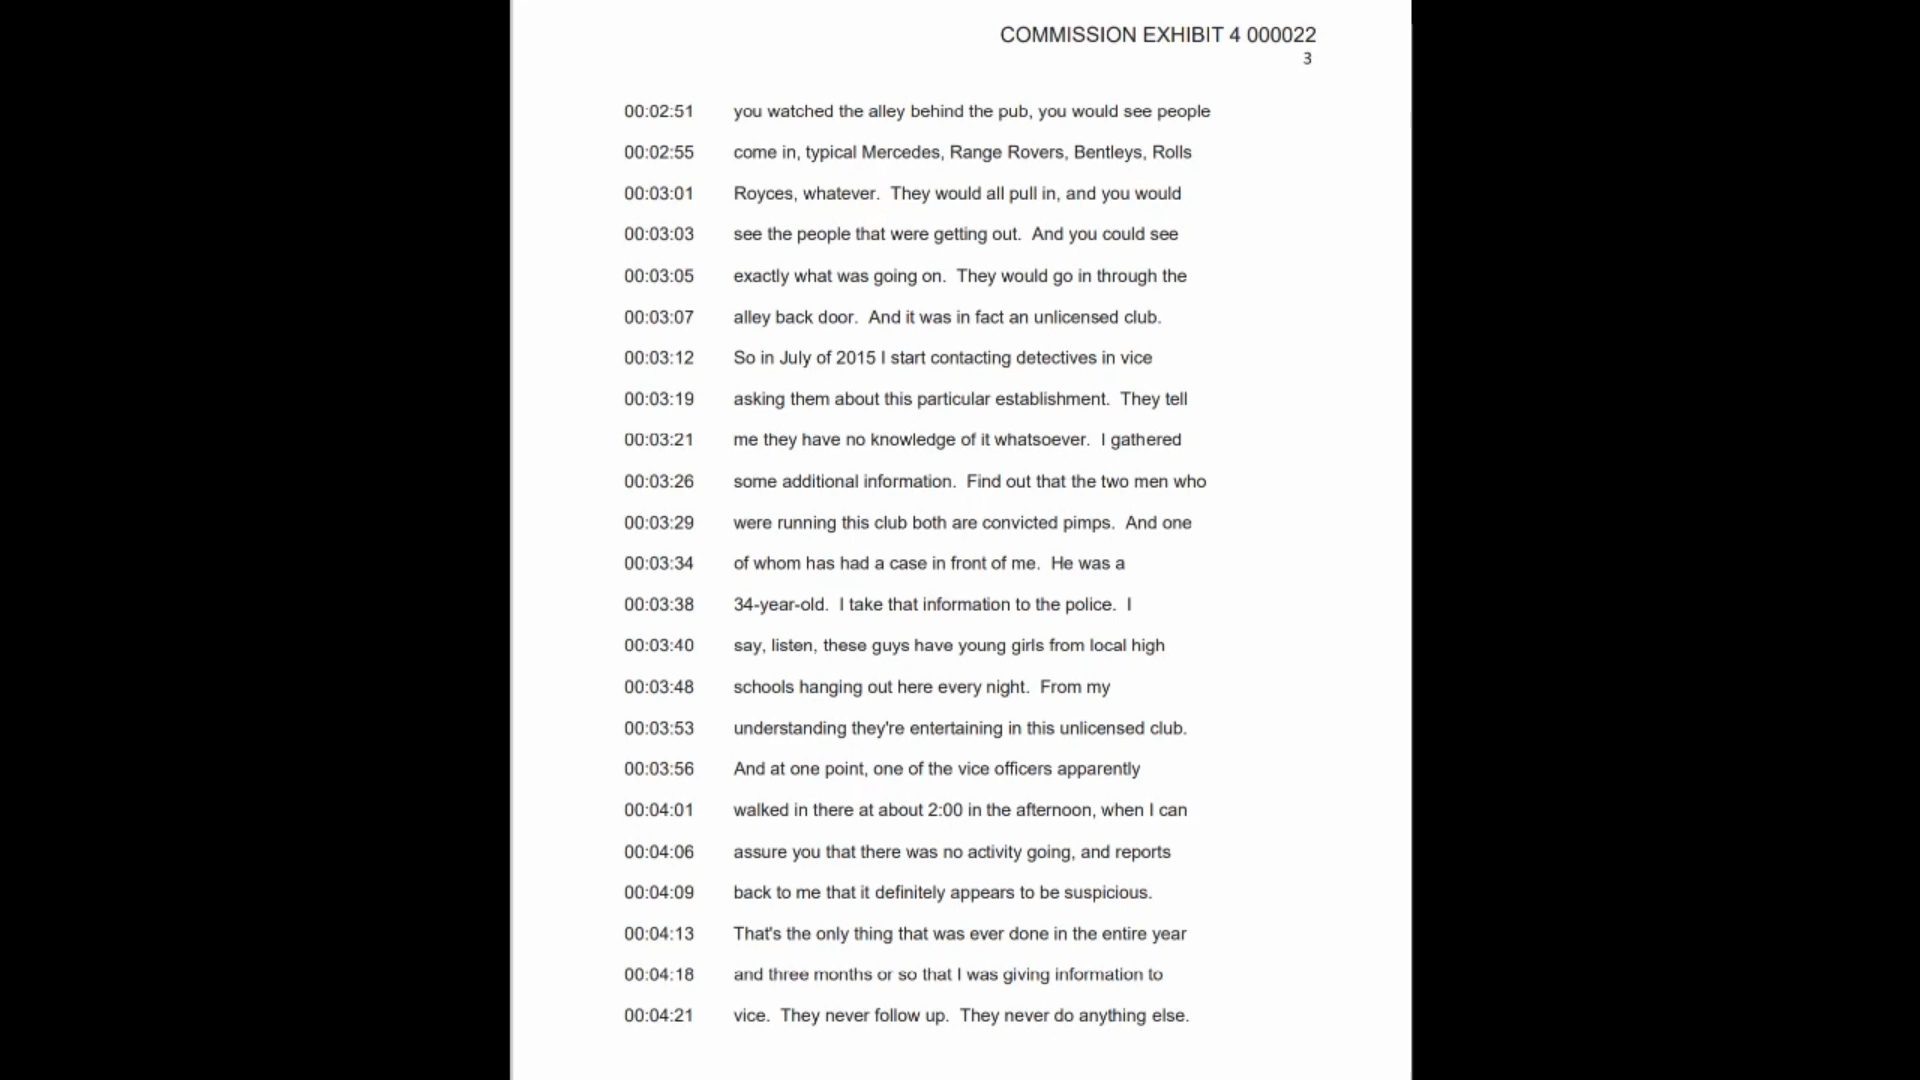 COMMISSION EXHIBIT 4 000022
3
00:02:51 you watched the alley behind the pub, you would see people
00:02:55 come in, typical Mercedes, Range Rovers, Bentleys, Rolls
00:03:01 Royces, whatever.  They would all pull in, and you would
00:03:03 see the people that were getting out.  And you could see
00:03:05 exactly what was going on.  They would go in through the
00:03:07 alley back door.  And it was in fact an unlicensed club.
00:03:12 So in July of 2015 I start contacting detectives in vice
00:03:19 asking them about this particular establishment.  They tell
00:03:21 me they have no knowledge of it whatsoever.  I gathered
00:03:26 some additional information.  Find out that the two men who
00:03:29 were running this club both are convicted pimps.  And one
00:03:34 of whom has had a case in front of me.  He was a
00:03:38 34-year-old.  I take that information to the police.  I
00:03:40 say, listen, these guys have young girls from local high
00:03:48 schools hanging out here every night.  From my
00:03:53 understanding they're entertaining in this unlicensed club.
00:03:56 And at one point, one of the vice officers apparently
00:04:01 walked in there at about 2:00 in the afternoon, when I can
00:04:06 assure you that there was no activity going, and reports
00:04:09 back to me that it definitely appears to be suspicious.
00:04:13 That's the only thing that was ever done in the entire year
00:04:18 and three months or so that I was giving information to
00:04:21 vice.  They never follow up.  They never do anything else.